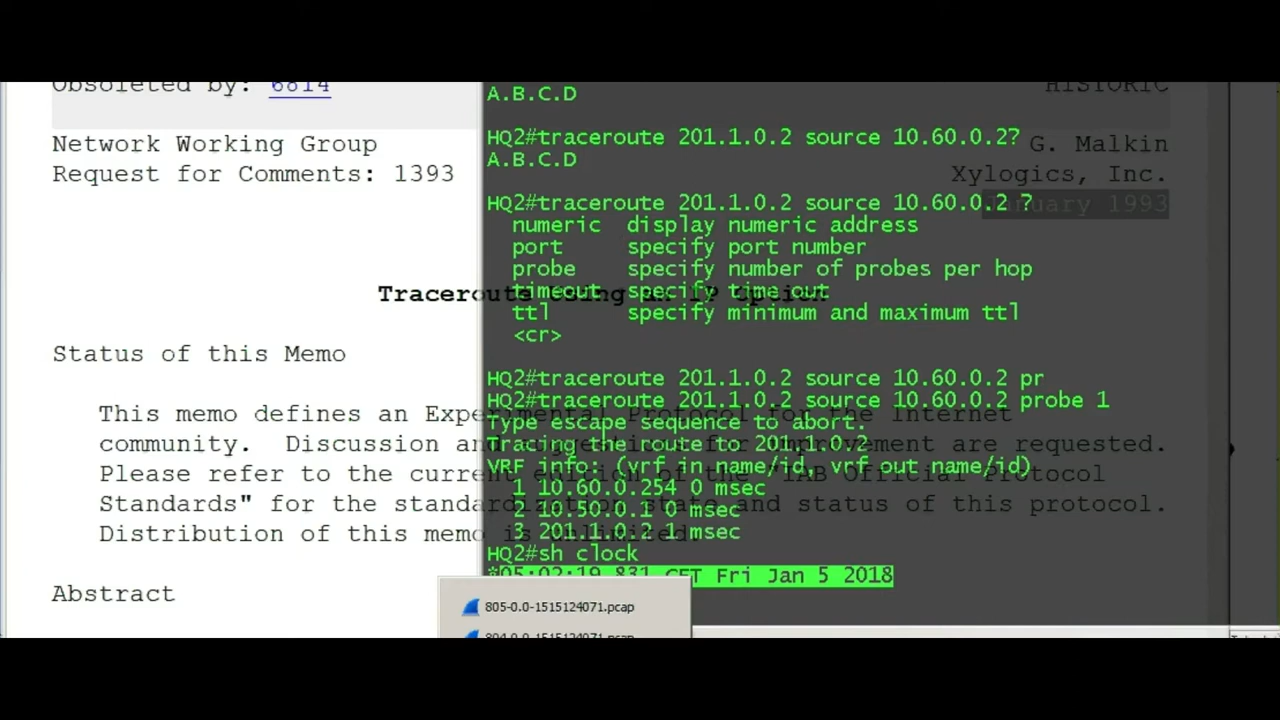 Obsoleted by: 6814
HISTORIC
Network Working Group
G. Malkin
Request for Comments: 1393
Xylogics, Inc.
January 1993
Traceroute Using an IP Option
Status of this Memo
This memo defines an Experimental Protocol for the Internet
community.  Discussion and suggestions for improvement are requested.
Please refer to the current edition of the "IAB Official Protocol
Standards" for the standardization state and status of this protocol.
Distribution of this memo is unlimited.
Abstract
A.B.C.D
HQ2#traceroute 201.1.0.2 source 10.60.0.2?
A.B.C.D
HQ2#traceroute 201.1.0.2 source 10.60.0.2 ?
numeric  display numeric address
port     specify port number
probe    specify number of probes per hop
timeout  specify time out
ttl      specify minimum and maximum ttl
<cr>
HQ2#traceroute 201.1.0.2 source 10.60.0.2 pr
HQ2#traceroute 201.1.0.2 source 10.60.0.2 probe 1
Type escape sequence to abort.
Tracing the route to 201.1.0.2
VRF info: (vrf in name/id, vrf out name/id)
1 10.60.0.254 0 msec
2 10.50.0.1 0 msec
3 201.1.0.2 1 msec
HQ2#sh clock
*05:02:19.831 CET Fri Jan 5 2018
805-0.0-1515124071.pcap
804-0.0-1515124071.pcap